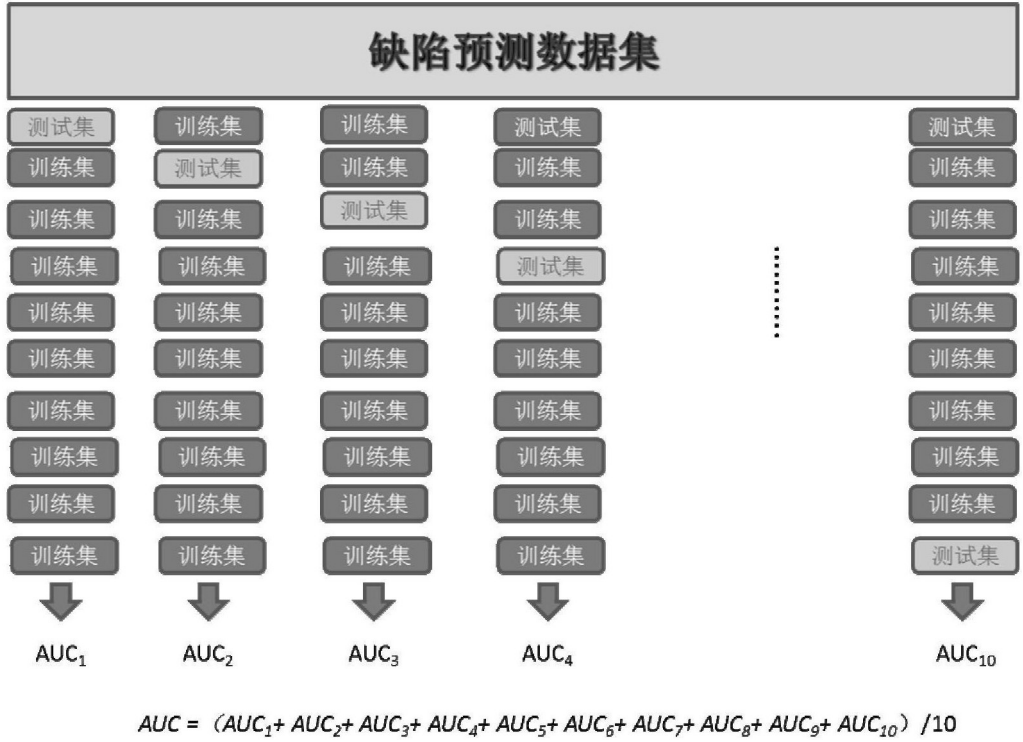 缺陷预测数据集
测试集 训练集 训练集 测试集 测试集
训练集 测试集 训练集 训练集 训练集
训练集 训练集 测试集 训练集 训练集
训练集 训练集 训练集 测试集 训练集
训练集 训练集 训练集 训练集 训练集
训练集 训练集 训练集 训练集 训练集
训练集 训练集 训练集 训练集 训练集
训练集 训练集 训练集 训练集 训练集
训练集 训练集 训练集 训练集 训练集
训练集 训练集 训练集 训练集 测试集
AUC₁ AUC₂ AUC₃ AUC₄ AUC₁₀
AUC = （AUC₁+ AUC₂+ AUC₃+ AUC₄+ AUC₅+ AUC₆+ AUC₇+ AUC₈+ AUC₉+ AUC₁₀）/10